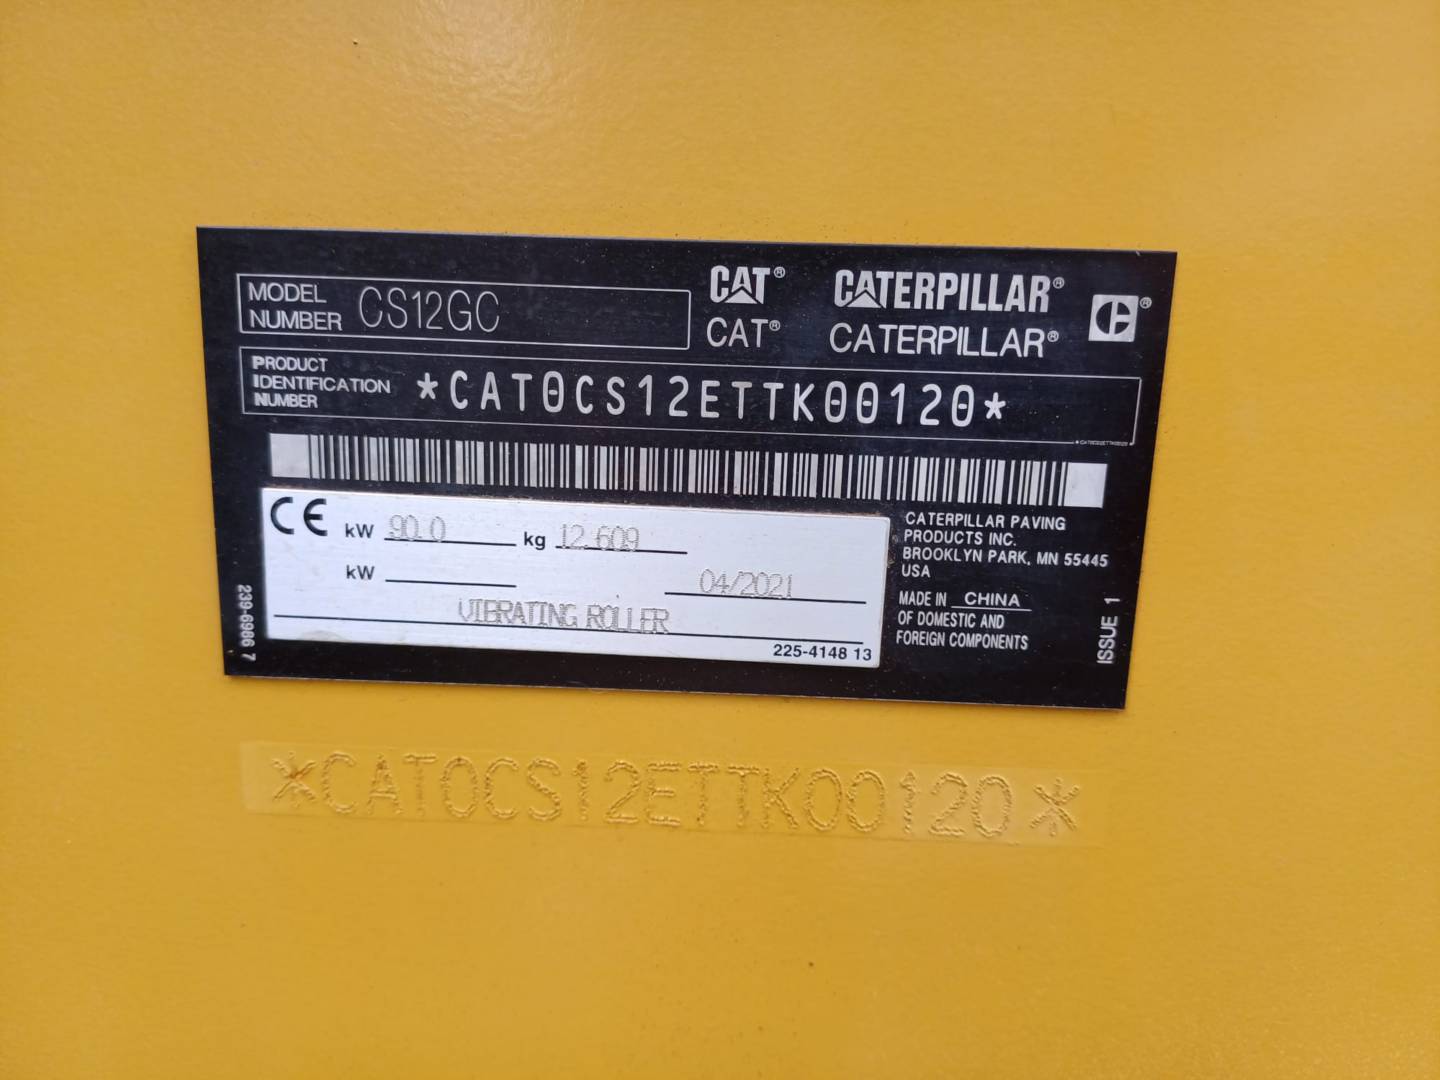 MODEL NUMBER CS12GC
CAT® CATERPILLAR®
CAT® CATERPILLAR®
PRODUCT IDENTIFICATION NUMBER *CAT0CS12ETTK00120*
*CAT0CS12ETTK00120
CE kW 90.0 kg 12 609
kW 04/2021
VIBRATING ROLLER
225-4148 13
239-6986 7
CATERPILLAR PAVING
PRODUCTS INC.
BROOKLYN PARK, MN 55445
USA
MADE IN CHINA
OF DOMESTIC AND
FOREIGN COMPONENTS
ISSUE 1
*CAT0CS12ETTK00120*